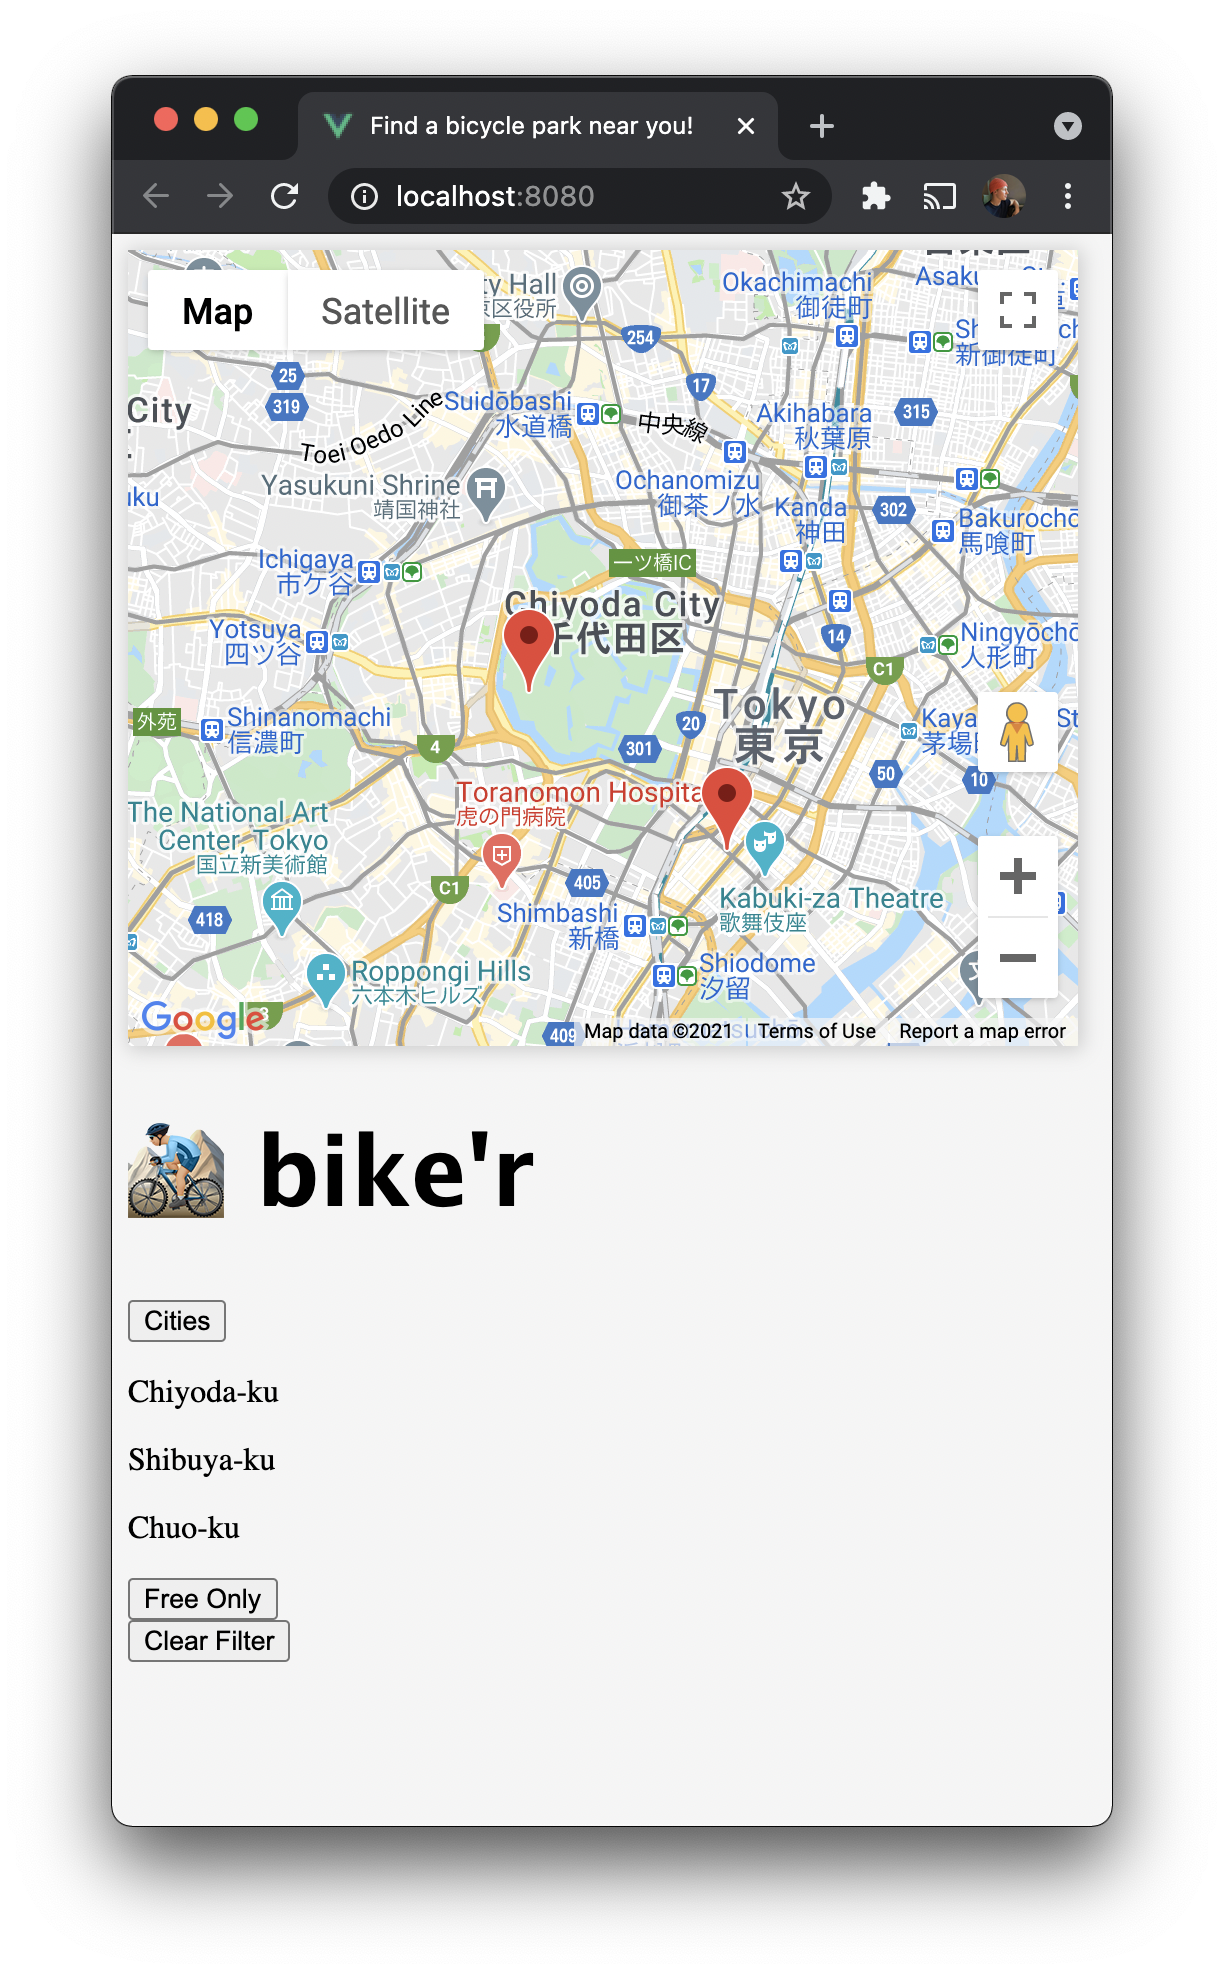 Find a bicycle park near you!
localhost:8080
Map
Satellite
ty Hall
京区役所
Okachimachi
御徒町
Asaku
新御徒町
254
25
319
17
315
City
Toei Oedo Line
Suidōbashi
水道橋
中央線
Akihabara
秋葉原
Yasukuni Shrine
靖国神社
Ochanomizu
御茶ノ水
Kanda
神田
302
uku
Bakurochō
馬喰町
Ichigaya
市ケ谷
一ツ橋IC
Chiyoda City
千代田区
Yotsuya
四ツ谷
14
Ningyōchō
人形町
C1
外苑
Shinanomachi
信濃町
Tokyo
東京
20
301
4
Kaya
茅場町
St
50
10
Toranomon Hospital
虎の門病院
The National Art
Center, Tokyo
国立新美術館
C1
405
418
Kabuki-za Theatre
歌舞伎座
Shimbashi
新橋
Shiodome
汐留
Roppongi Hills
六本木ヒルズ
Google
409
Map data ©2021
Terms of Use
Report a map error
bike'r
Cities
Chiyoda-ku
Shibuya-ku
Chuo-ku
Free Only
Clear Filter